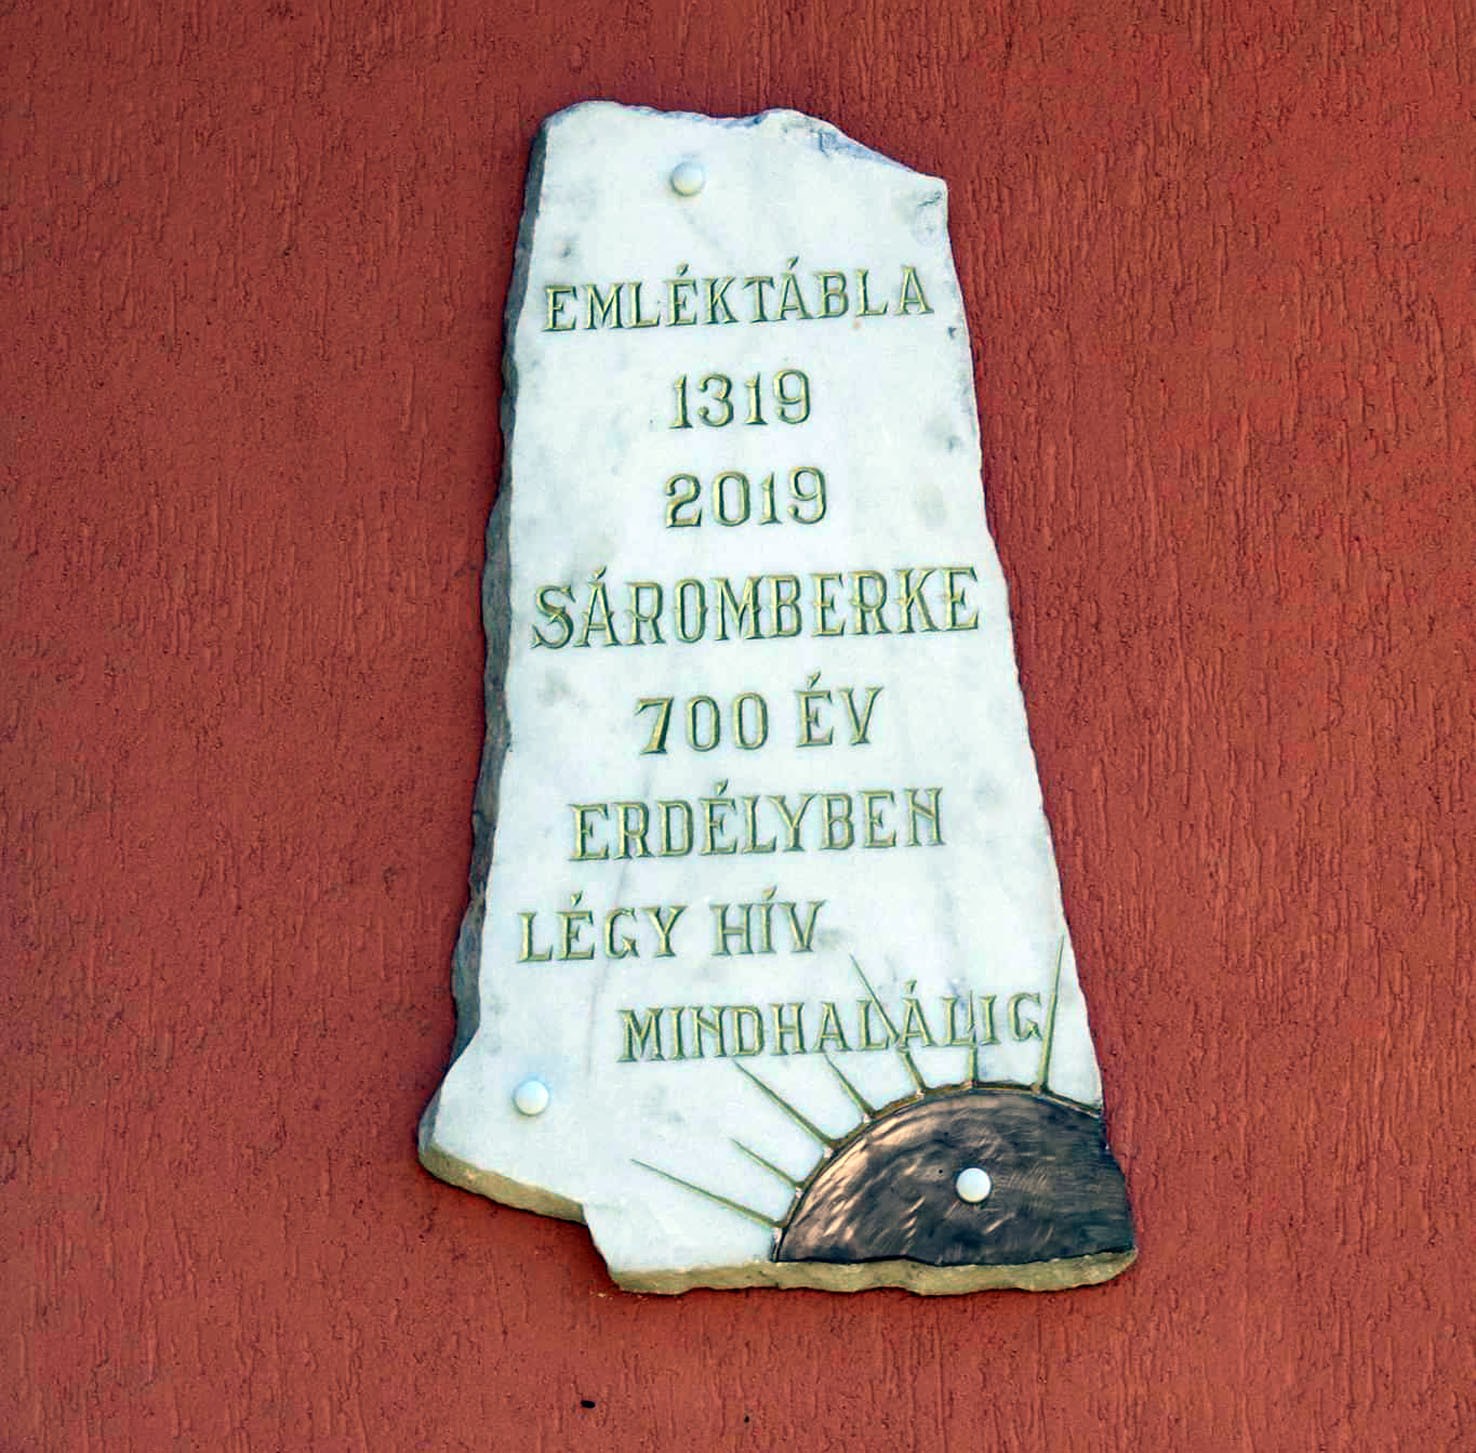 EMLÉKTÁBLA
1319
2019
SÁROMBERKE
700 ÉV
ERDÉLYBEN
LÉGY HÍV
MINDHALÁLIG